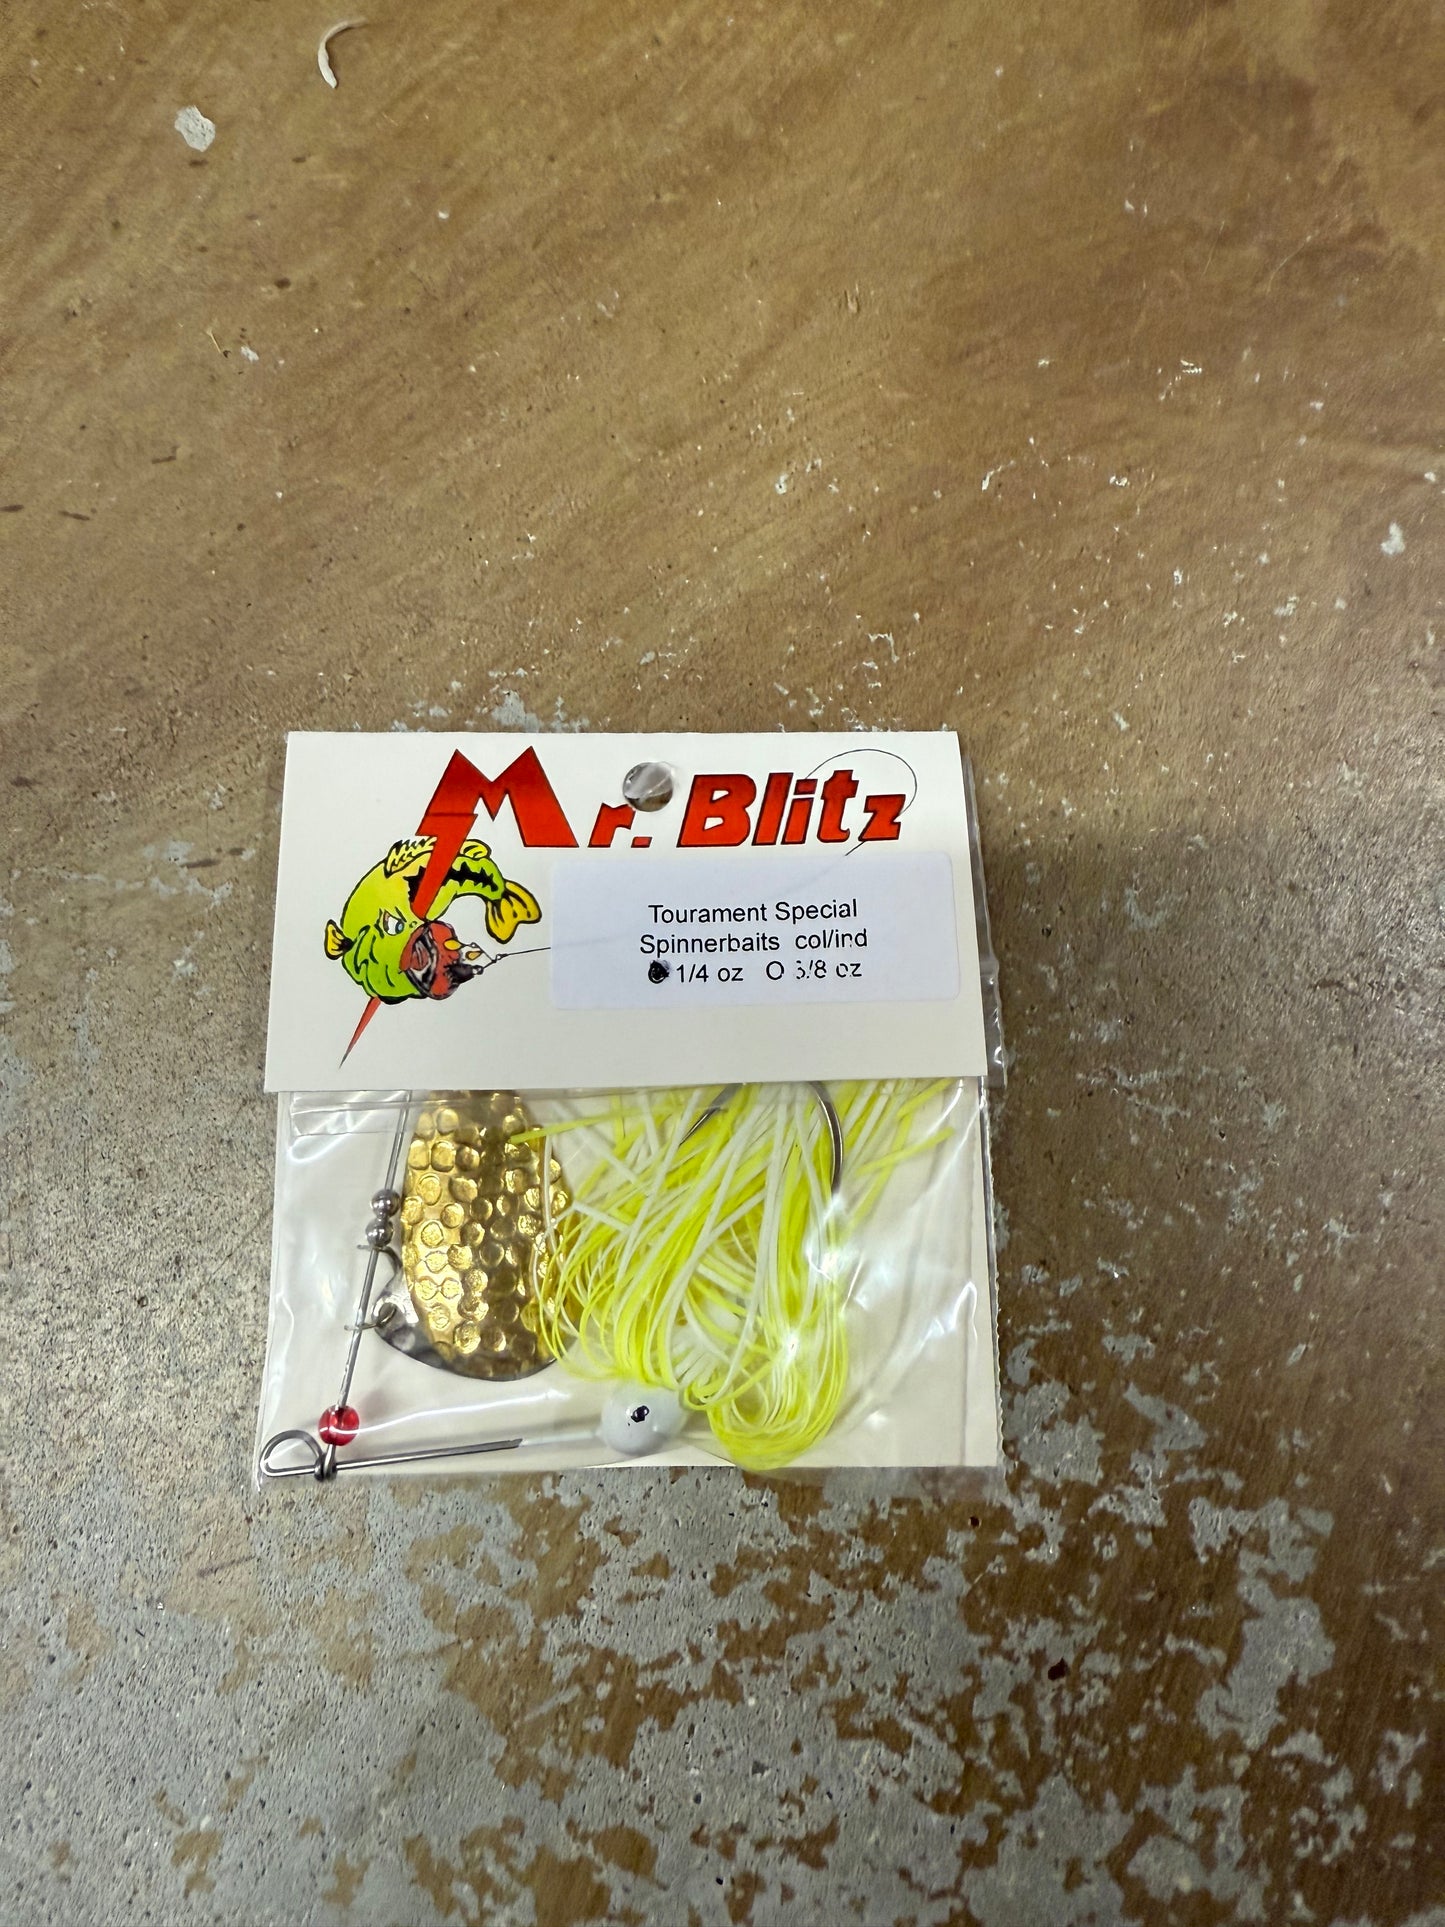 Mr. Blitz
Tourament Special
Spinnerbaits col/ind
1/4 oz O 3/8 oz